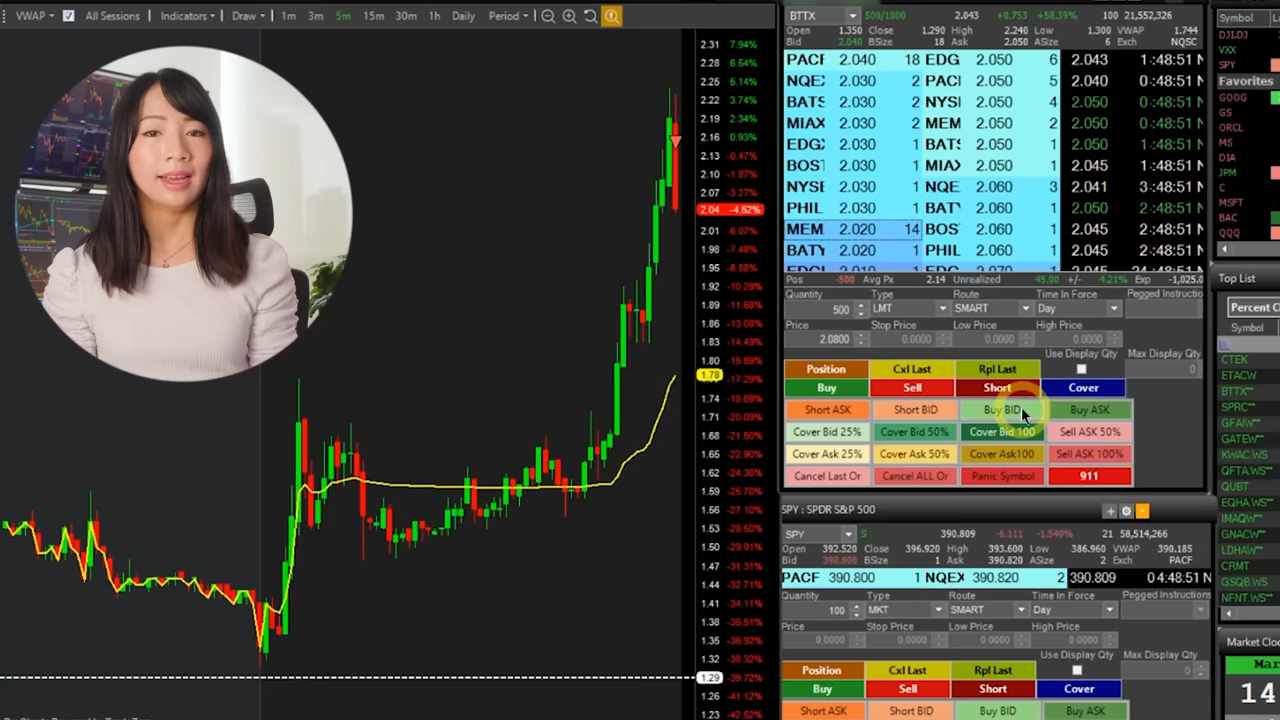 VWAP All Sessions Indicators Draw 1m 3m 5m 15m 30m 1h Daily Period
2.31 7.94%
2.28 6.54%
2.25 5.14%
2.22 3.74%
2.19 2.34%
2.16 0.93%
2.13 -0.47%
2.10 -1.87%
2.07 -3.27%
2.04 -4.62%
2.01 -6.07%
1.98 -7.48%
1.95 -8.88%
1.92 -10.28%
1.89 -11.68%
1.86 -13.08%
1.83 -14.49%
1.80 -15.89%
1.78 -17.29%
1.74 -18.69%
1.71 -20.09%
1.68 -21.50%
1.65 -22.90%
1.62 -24.30%
1.59 -25.70%
1.56 -27.10%
1.53 -28.50%
1.50 -29.91%
1.47 -31.31%
1.44 -32.71%
1.41 -34.11%
1.38 -35.51%
1.35 -36.92%
1.32 -38.32%
1.29 -39.72%
1.26 -41.12%
1.23 -42.52%
BTTX 500/1000 2.043 +0.753 +58.39% 100 21,552,326
Open 1.350 Close 1.290 High 2.240 Low 1.300 VWAP 1.744
Bid 2.040 BSize 18 Ask 2.050 ASize 6 Exch NQSC
PACF 2.040 18 EDG 2.050 6 2.043 1:48:51 N
NQEX 2.030 2 PACI 2.050 5 2.040 0:48:51 N
BATS 2.030 2 NYSI 2.050 4 2.050 0:48:51 N
MIAX 2.030 2 MEM 2.050 2 2.050 0:48:51 N
EDG 2.030 1 BATS 2.050 1 2.050 0:48:51 N
BOS 2.030 1 MIAX 2.050 1 2.045 1:48:51 N
NYSE 2.030 1 NQE 2.060 3 2.041 3:48:51 N
PHIL 2.030 1 BAT 2.060 1 2.045 2:48:51 N
MEM 2.020 14 BOS 2.060 1 2.045 0:48:51 N
BATY 2.020 1 PHIL 2.060 1 2.045 2:48:51 N
Pos -500 Avg Px 2.14 Unrealized 45.00 +/- 4.21% Exp -1,025.0
Quantity Type Route Time In Force Pegged Instructio
500 LMT SMART Day
Price Stop Price Low Price High Price
2.0800 0.0000 0.0000 0.0000
Use Display Qty Max Display Qty
0
Position Cxl Last Rpl Last
Buy Sell Short Cover
Short ASK Short BID Buy BID Buy ASK
Cover Bid 25% Cover Bid 50% Cover Bid 100 Sell ASK 50%
Cover Ask 25% Cover Ask 50% Cover Ask100 Sell ASK 100%
Cancel Last Or Cancel ALL Or Panic Symbol 911
SPY : SPDR S&P 500
SPY S 390.809 -6.111 -1.540% 21 58,514,266
Open 392.520 Close 396.920 High 393.600 Low 386.960 VWAP 390.185
Bid 390.800 BSize 1 Ask 390.820 ASize 2 Exch PACF
PACF 390.800 1 NQEX 390.820 2 390.809 04:48:51 N
Quantity Type Route Time In Force Pegged Instructio
100 MKT SMART Day
Price Stop Price Low Price High Price
0.0000 0.0000 0.0000 0.0000
Use Display Qty Max Display Qty
0
Position Cxl Last Rpl Last
Buy Sell Short Cover
Short ASK Short BID Buy BID Buy ASK
Symbol
DJI.DJ
VXX
SPY
Favorites
GOOG
GS
ORCL
MS
DIA
JPM
C
MSFT
BAC
QQQ
Top List
Percent C
Symbol
CTEK
ETACW
BTTX
SPRC
GFAIW
GATEW
KWAC.WS
QFTA.WS
QUBT
EQHA.WS
IMAQW
GNACW
LDHAW
CRMT
GSQB.WS
NFNT.WS
Market Cloc
Mar
14